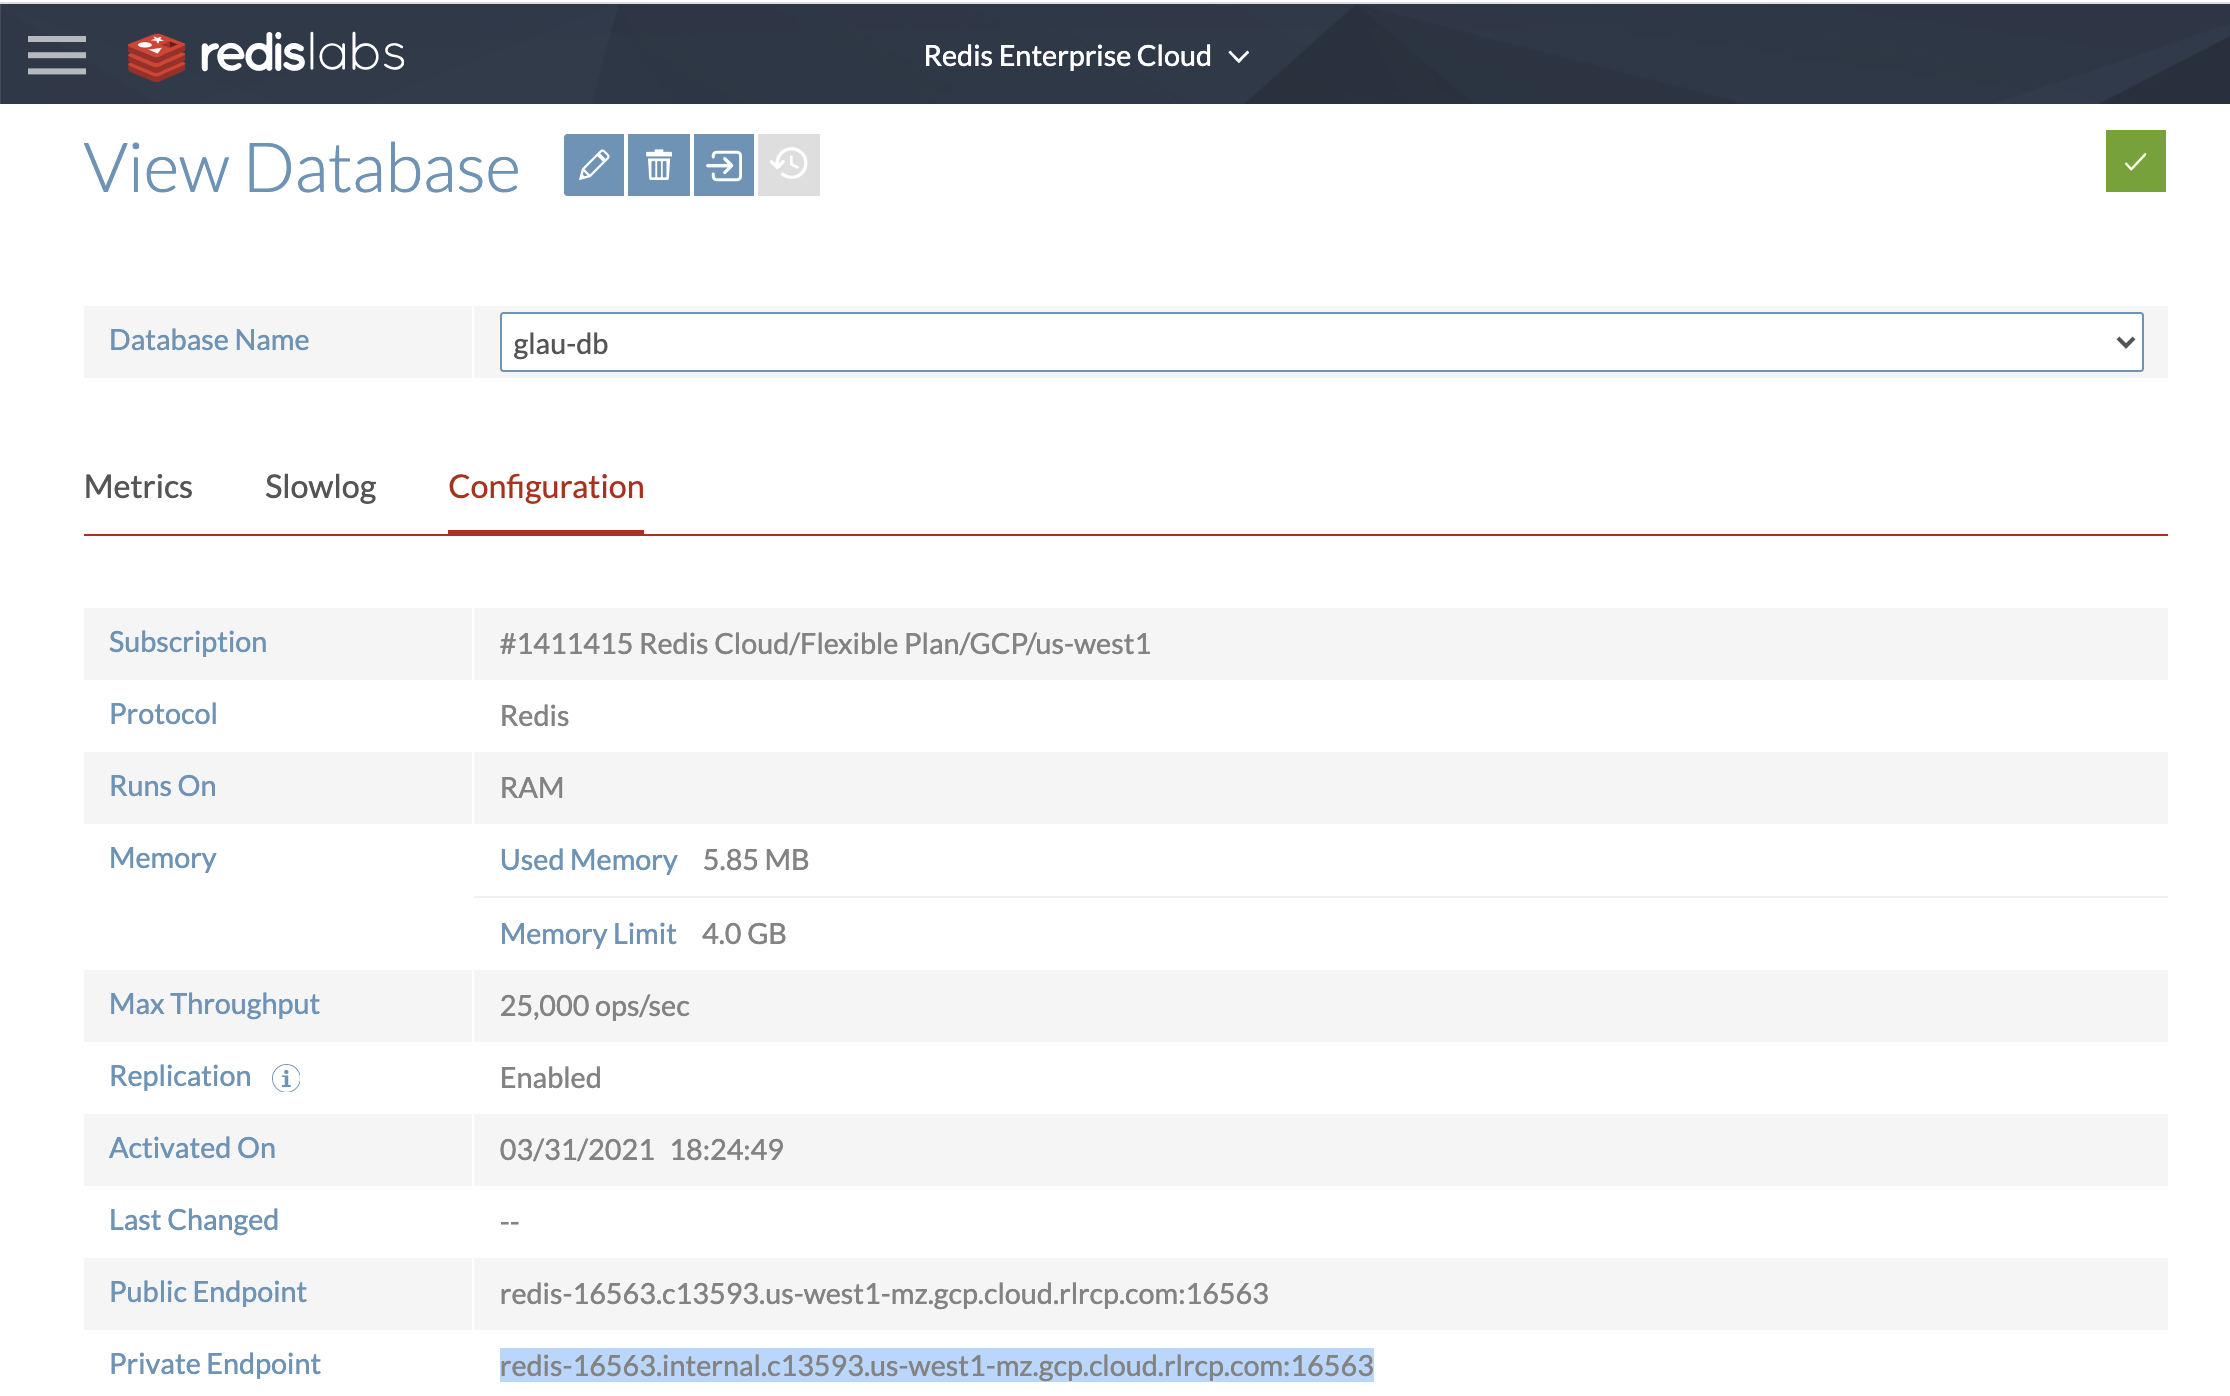 redislabs
Redis Enterprise Cloud
View Database
Database Name glau-db
Metrics Slowlog Configuration
Subscription #1411415 Redis Cloud/Flexible Plan/GCP/us-west1
Protocol Redis
Runs On RAM
Memory Used Memory 5.85 MB
Memory Limit 4.0 GB
Max Throughput 25,000 ops/sec
Replication i Enabled
Activated On 03/31/2021 18:24:49
Last Changed --
Public Endpoint redis-16563.c13593.us-west1-mz.gcp.cloud.rlrcp.com:16563
Private Endpoint redis-16563.internal.c13593.us-west1-mz.gcp.cloud.rlrcp.com:16563